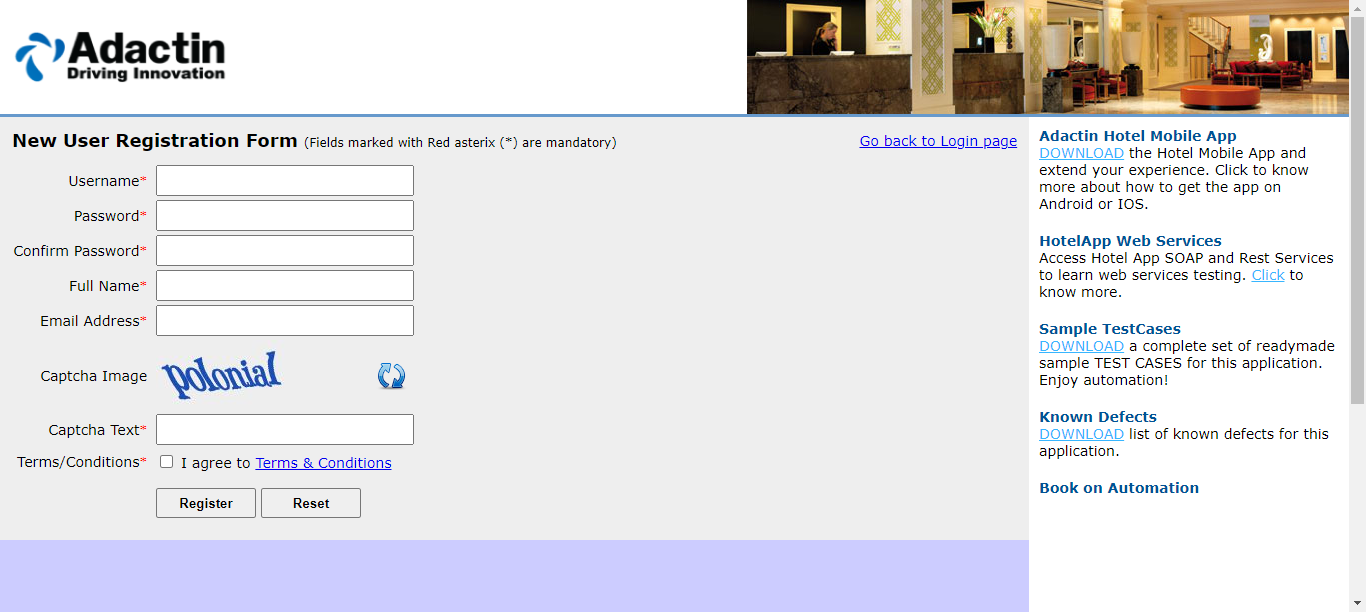 Adactin
Driving Innovation
New User Registration Form (Fields marked with Red asterix (*) are mandatory)
Go back to Login page
Username*
Password*
Confirm Password*
Full Name*
Email Address*
Captcha Image
polonial
Captcha Text*
Terms/Conditions*
I agree to Terms & Conditions
Register
Reset
Adactin Hotel Mobile App
DOWNLOAD the Hotel Mobile App and
extend your experience. Click to know
more about how to get the app on
Android or IOS.
HotelApp Web Services
Access Hotel App SOAP and Rest Services
to learn web services testing. Click to
know more.
Sample TestCases
DOWNLOAD a complete set of readymade
sample TEST CASES for this application.
Enjoy automation!
Known Defects
DOWNLOAD list of known defects for this
application.
Book on Automation